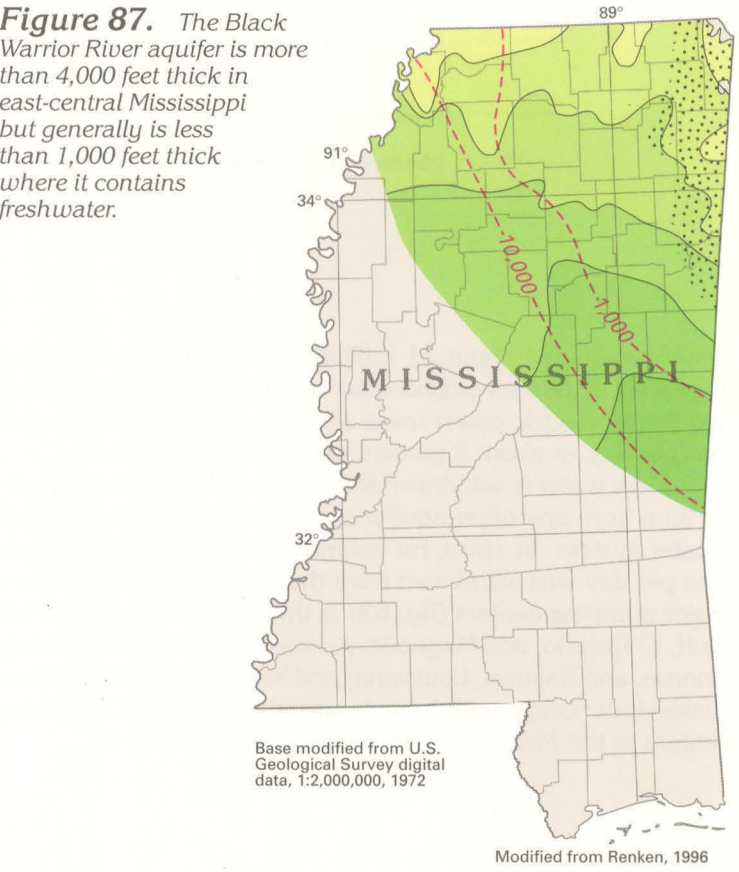 Figure 87. The Black
Warrior River aquifer is more
than 4,000 feet thick in
east-central Mississippi
but generally is less
than 1,000 feet thick
where it contains
freshwater.
89°
91°
34°
10,000
1,000
MISSISSIPPI
32°
Base modified from U.S.
Geological Survey digital
data, 1:2,000,000, 1972
Modified from Renken, 1996